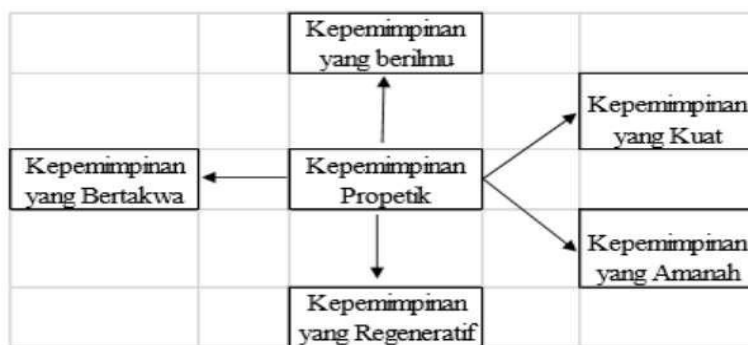 Kepemimpinan
yang berilmu
Kepemimpinan
yang Kuat
Kepemimpinan
yang Bertakwa
Kepemimpinan
Propetik
Kepemimpinan
yang Amanah
Kepemimpinan
yang Regeneratif